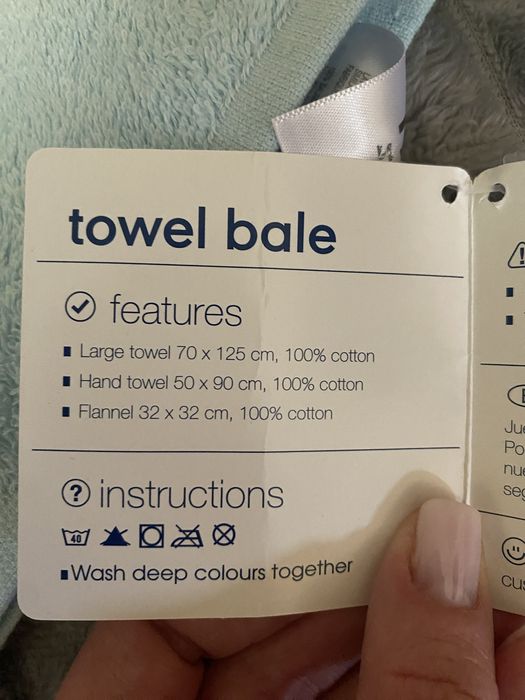 towel bale
features
Large towel 70 x 125 cm, 100% cotton
Hand towel 50 x 90 cm, 100% cotton
Flannel 32 x 32 cm, 100% cotton
instructions
40
Wash deep colours together